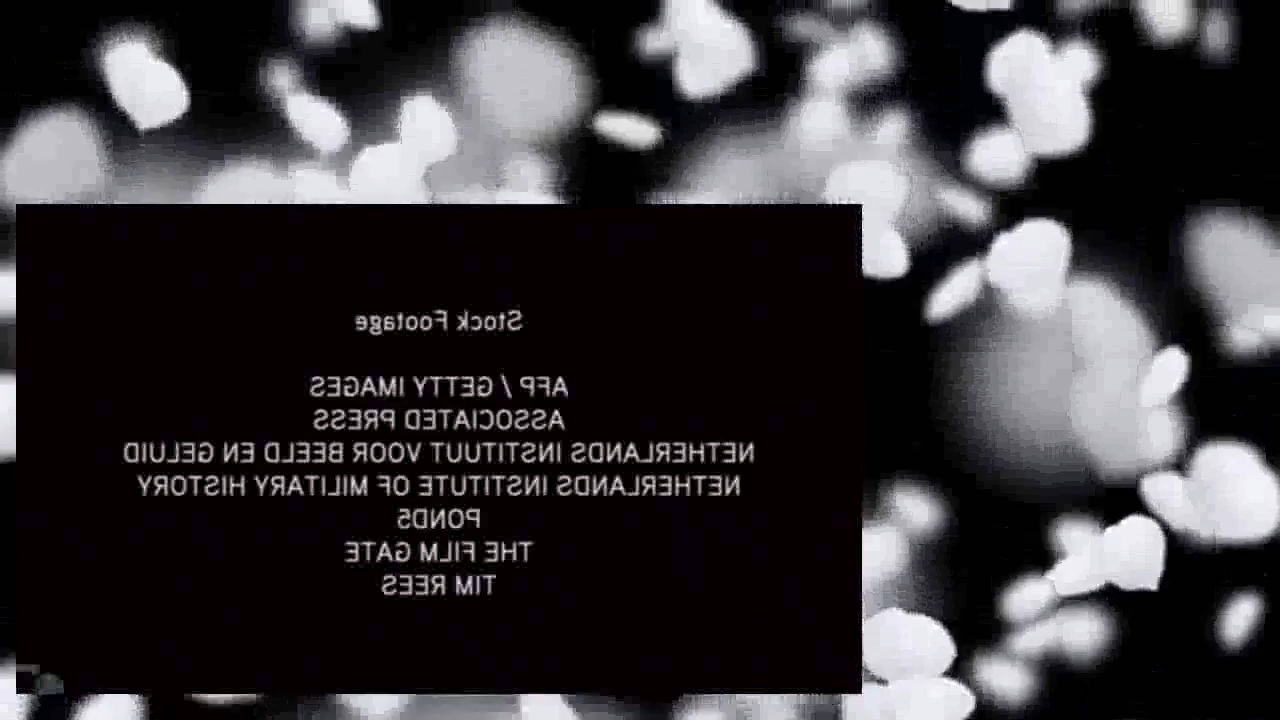 Stock Footage
AFP / GETTY IMAGES
ASSOCIATED PRESS
NETHERLANDS INSTITUUT VOOR BEELD EN GELUID
NETHERLANDS INSTITUTE OF MILITARY HISTORY
POND5
THE FILM GATE
TIM REES